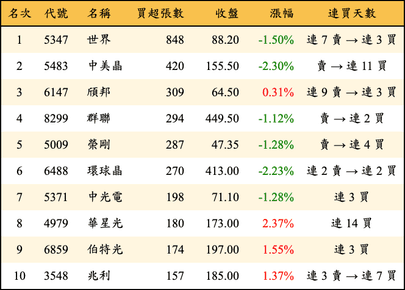 名次 代號 名稱 買超張數 收盤 漲幅 連買天數
1 5347 世界 848 88.20 -1.50% 連 7 賣 → 連 3 買
2 5483 中美晶 420 155.50 -2.30% 賣 → 連 11 買
3 6147 頎邦 309 64.50 0.31% 連 9 賣 → 連 3 買
4 8299 群聯 294 449.50 -1.12% 賣 → 連 2 買
5 5009 榮剛 287 47.35 -1.28% 賣 → 連 4 買
6 6488 環球晶 270 413.00 -2.23% 連 2 賣 → 連 2 買
7 5371 中光電 198 71.10 -1.28% 連 3 買
8 4979 華星光 180 173.00 2.37% 連 14 買
9 6859 伯特光 174 197.00 1.55% 連 3 買
10 3548 兆利 157 185.00 1.37% 連 3 賣 → 連 7 買